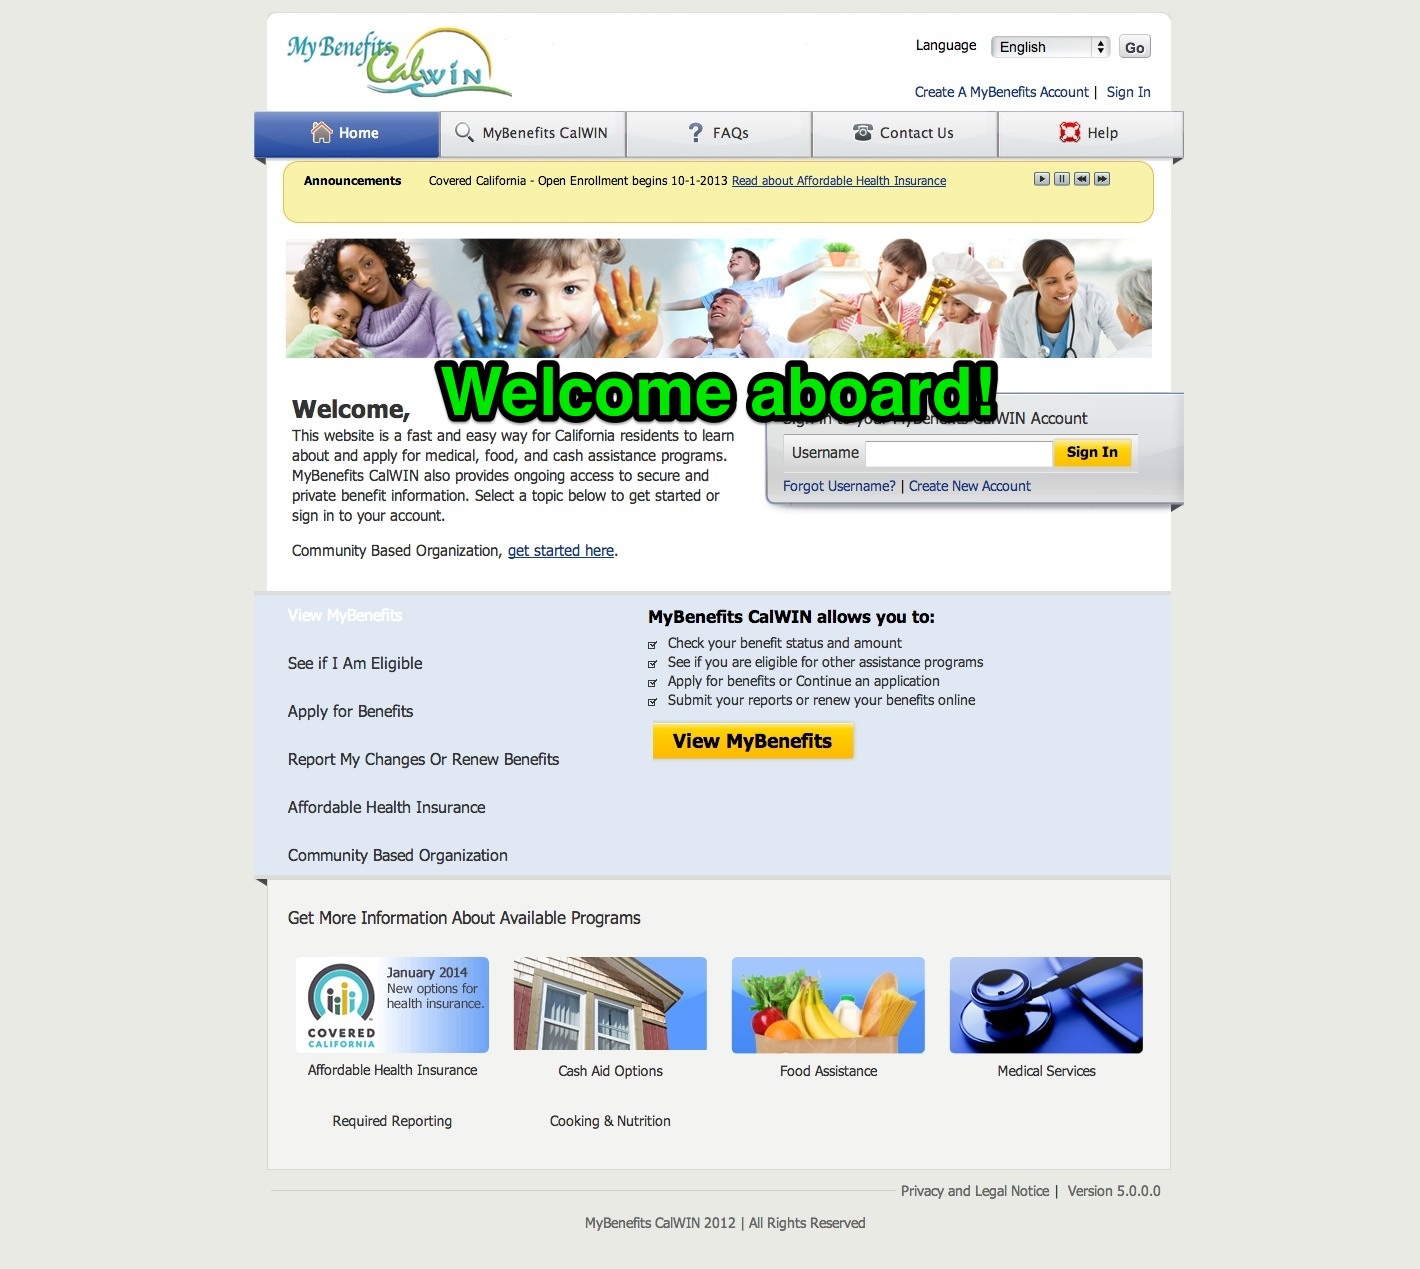 My Benefits
CalWIN
Language English Go
Create A MyBenefits Account | Sign In
Home MyBenefits CalWIN FAQs Contact Us Help
Announcements Covered California - Open Enrollment begins 10-1-2013 Read about Affordable Health Insurance
Welcome aboard!
Welcome,
This website is a fast and easy way for California residents to learn
about and apply for medical, food, and cash assistance programs.
MyBenefits CalWIN also provides ongoing access to secure and
private benefit information. Select a topic below to get started or
sign in to your account.
Community Based Organization, get started here.
Sign in to your MyBenefits CalWIN Account
Username Sign In
Forgot Username? | Create New Account
View MyBenefits
See if I Am Eligible
Apply for Benefits
Report My Changes Or Renew Benefits
Affordable Health Insurance
Community Based Organization
MyBenefits CalWIN allows you to:
Check your benefit status and amount
See if you are eligible for other assistance programs
Apply for benefits or Continue an application
Submit your reports or renew your benefits online
View MyBenefits
Get More Information About Available Programs
COVERED
CALIFORNIA
January 2014
New options for
health insurance.
Affordable Health Insurance
Cash Aid Options
Food Assistance
Medical Services
Required Reporting
Cooking & Nutrition
Privacy and Legal Notice | Version 5.0.0.0
MyBenefits CalWIN 2012 | All Rights Reserved